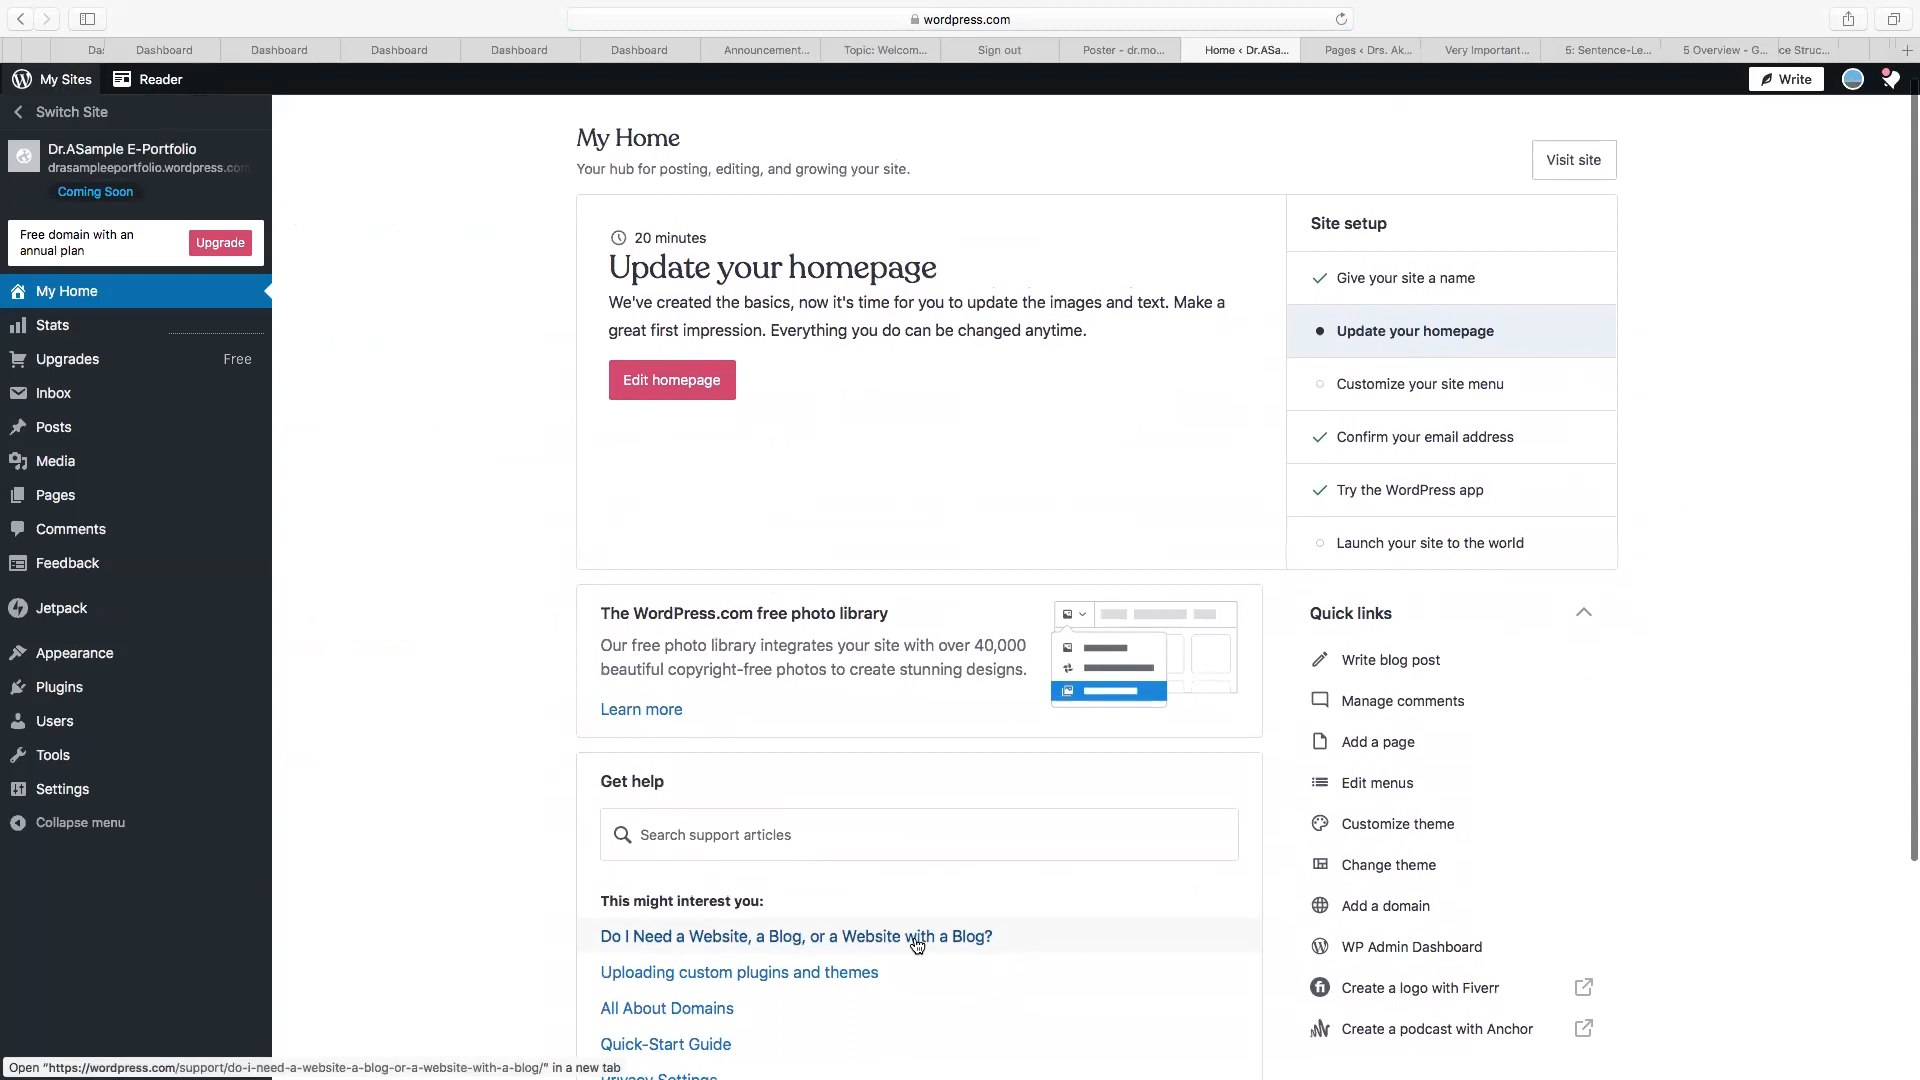 wordpress.com
Das
Dashboard
Dashboard
Dashboard
Dashboard
Dashboard
Announcement...
Topic: Welcom...
Sign out
Poster - dr.mo...
Home ‹ Dr.ASa...
Pages ‹ Drs. Ak...
Very Important...
5: Sentence-Le...
5 Overview - G...
ce Struc...
My Sites
Reader
Write
Switch Site
Dr.ASample E-Portfolio
drasampleeportfolio.wordpress.com
Coming Soon
Free domain with an
annual plan
Upgrade
My Home
Stats
Upgrades
Free
Inbox
Posts
Media
Pages
Comments
Feedback
Jetpack
Appearance
Plugins
Users
Tools
Settings
Collapse menu
My Home
Your hub for posting, editing, and growing your site.
Visit site
20 minutes
Update your homepage
We've created the basics, now it's time for you to update the images and text. Make a
great first impression. Everything you do can be changed anytime.
Edit homepage
Site setup
Give your site a name
Update your homepage
Customize your site menu
Confirm your email address
Try the WordPress app
Launch your site to the world
The WordPress.com free photo library
Our free photo library integrates your site with over 40,000
beautiful copyright-free photos to create stunning designs.
Learn more
Get help
Search support articles
This might interest you:
Do I Need a Website, a Blog, or a Website with a Blog?
Uploading custom plugins and themes
All About Domains
Quick-Start Guide
Privacy Settings
Quick links
Write blog post
Manage comments
Add a page
Edit menus
Customize theme
Change theme
Add a domain
WP Admin Dashboard
Create a logo with Fiverr
Create a podcast with Anchor
Open "https://wordpress.com/support/do-i-need-a-website-a-blog-or-a-website-with-a-blog/" in a new tab